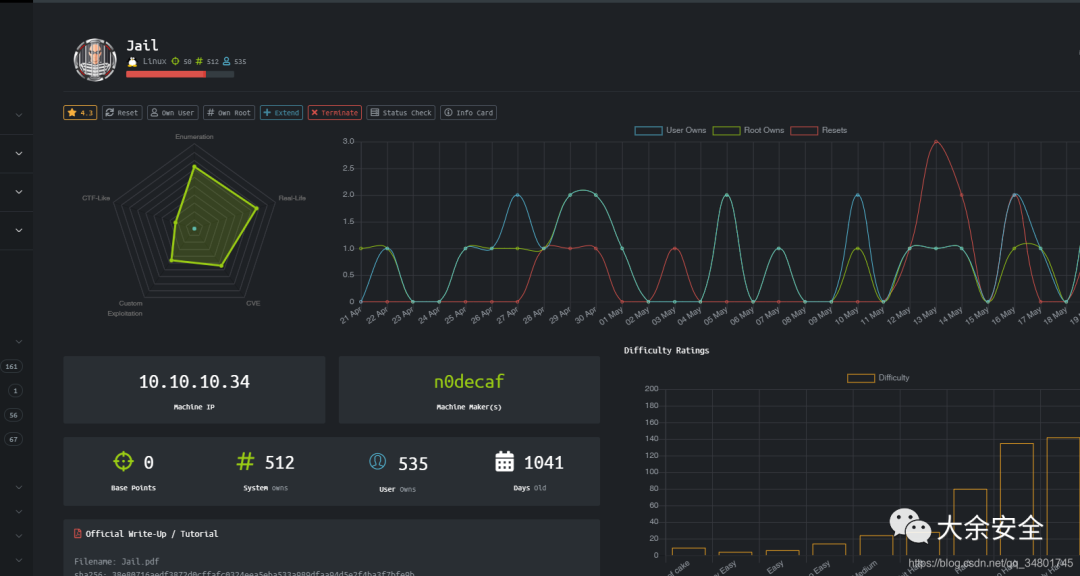 Jail
Linux 50 512 535
4.3 Reset Own User Own Root Extend Terminate Status Check Info Card
Enumeration
Real-Life
CVE
Custom
Exploitation
CTF-Like
User Owns Root Owns Resets
3.0
2.5
2.0
1.5
1.0
0.5
0
21 Apr 22 Apr 23 Apr 24 Apr 25 Apr 26 Apr 27 Apr 28 Apr 29 Apr 30 Apr 01 May 02 May 03 May 04 May 05 May 06 May 07 May 08 May 09 May 10 May 11 May 12 May 13 May 14 May 15 May 16 May 17 May 18 May
161
1
56
67
10.10.10.34
Machine IP
n0decaf
Machine Maker(s)
0
Base Points
512
System Owns
535
User Owns
1041
Days Old
Official Write-Up / Tutorial
Filename: Jail.pdf
Difficulty Ratings
Difficulty
200
180
160
140
120
100
80
60
40
20
0
Easy Easy
大余安全
https://blog.csdn.net/qq_34801745